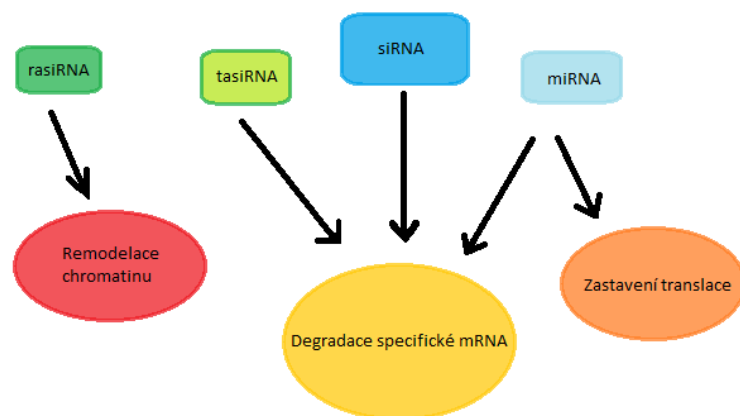 rasiRNA
tasiRNA
siRNA
miRNA
Remodelace
chromatinu
Degradace specifické mRNA
Zastavení translace